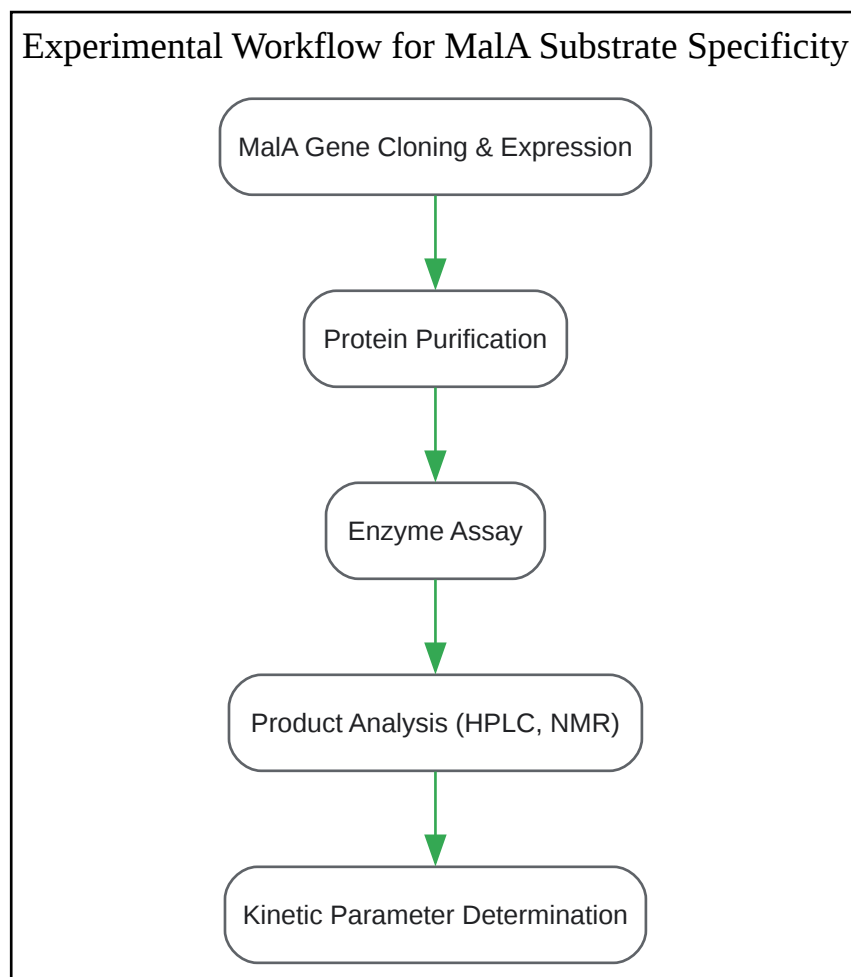 Experimental Workflow for MalA Substrate Specificity
MalA Gene Cloning & Expression
Protein Purification
Enzyme Assay
Product Analysis (HPLC, NMR)
Kinetic Parameter Determination